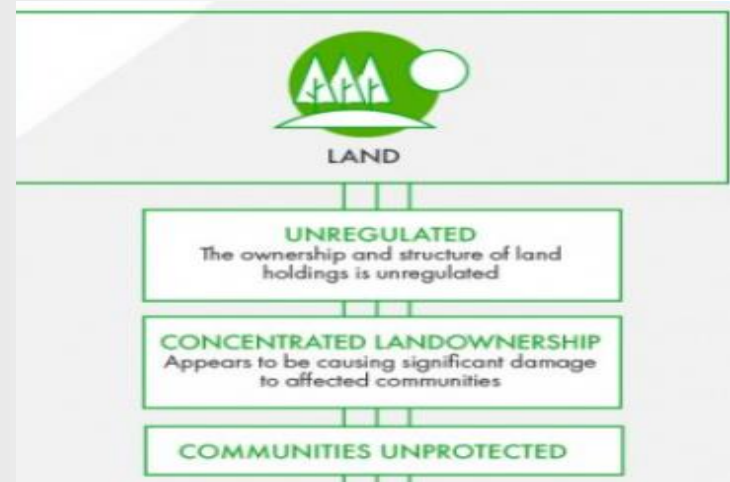 LAND
UNREGULATED
The ownership and structure of land
holdings is unregulated
CONCENTRATED LANDOWNERSHIP
Appears to be causing significant damage
to affected communities
COMMUNITIES UNPROTECTED